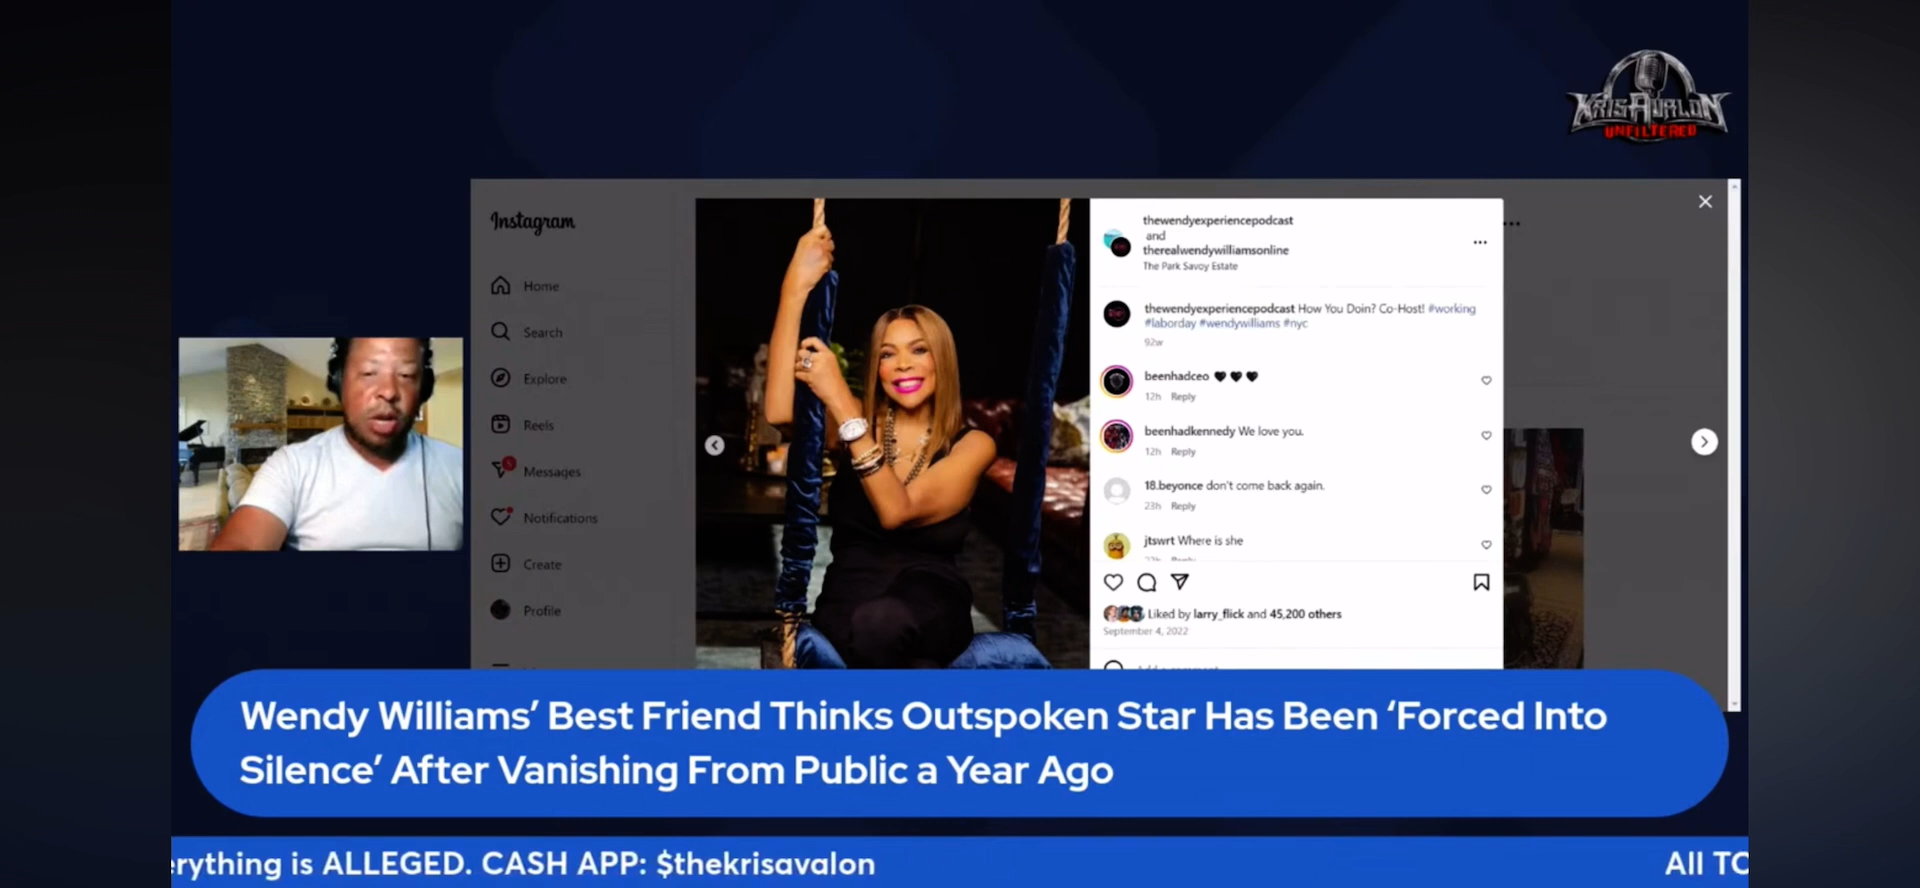 KRIS AVALON
UNFILTERED
Instagram
Home
Search
Explore
Reels
5
Messages
Notifications
Create
Profile
thewendyexperiencepodcast
and
therealwendywilliamsonline
The Park Savoy Estate
thewendyexperiencepodcast How You Doin? Co-Host! #working
#laborday #wendywilliams #nyc
92w
beenhadceo 🖤🖤🖤
12h Reply
beenhadkennedy We love you.
12h Reply
18.beyonce don't come back again.
23h Reply
jtswrt Where is she
Liked by larry_flick and 45,200 others
September 4, 2022
Wendy Williams’ Best Friend Thinks Outspoken Star Has Been ‘Forced Into
Silence’ After Vanishing From Public a Year Ago
erything is ALLEGED. CASH APP: $thekrisavalon
All TO